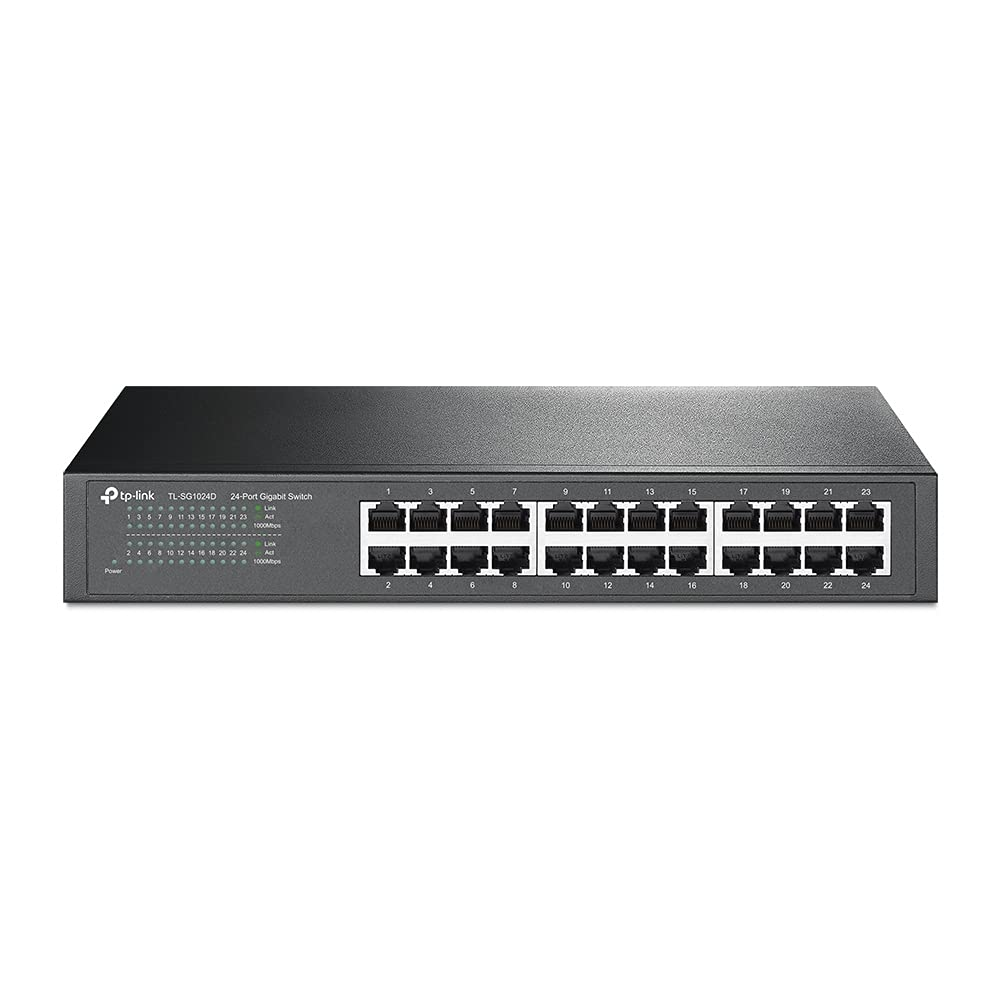 tp-link TL-SG1024D 24-Port Gigabit Switch
Link
1 3 5 7 9 11 13 15 17 19 21 23 Act
1000Mbps
Link
2 4 6 8 10 12 14 16 18 20 22 24 Act
1000Mbps
Power
1 3 5 7 9 11 13 15 17 19 21 23
2 4 6 8 10 12 14 16 18 20 22 24